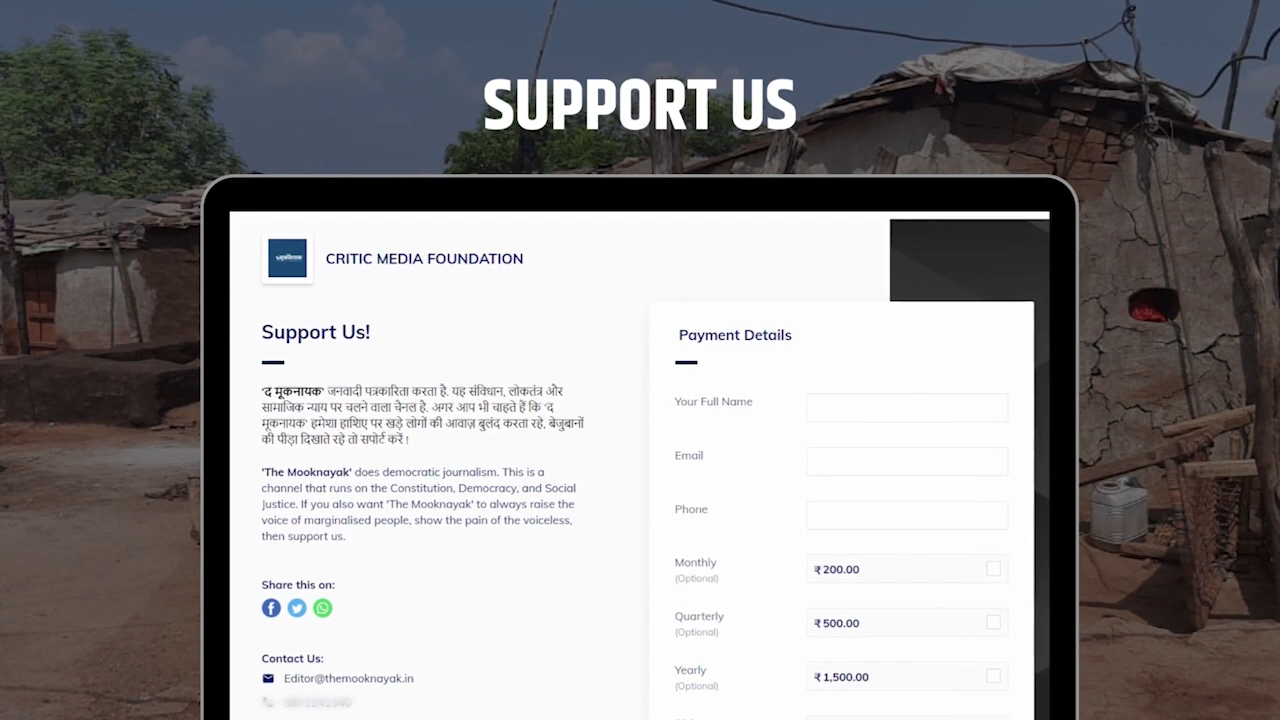 SUPPORT US
द मूकनायक
CRITIC MEDIA FOUNDATION
Support Us!
'द मूकनायक' जनवादी पत्रकारिता करता है. यह संविधान, लोकतंत्र और
सामाजिक न्याय पर चलने वाला चैनल है. अगर आप भी चाहते हैं कि 'द
मूकनायक' हमेशा हाशिए पर खड़े लोगों की आवाज़ बुलंद करता रहे, बेजुबानों
की पीड़ा दिखाते रहे तो सपोर्ट करें !
'The Mooknayak' does democratic journalism. This is a
channel that runs on the Constitution, Democracy, and Social
Justice. If you also want 'The Mooknayak' to always raise the
voice of marginalised people, show the pain of the voiceless,
then support us.
Share this on:
Contact Us:
Editor@themooknayak.in
Payment Details
Your Full Name
Email
Phone
Monthly
(Optional)
₹ 200.00
Quarterly
(Optional)
₹ 500.00
Yearly
(Optional)
₹ 1,500.00